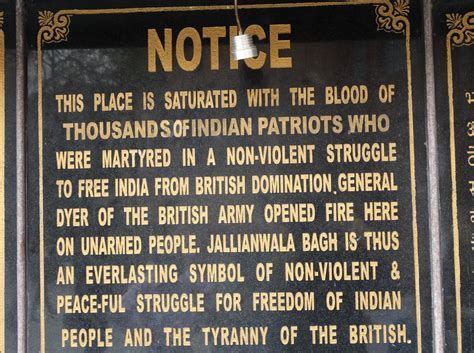 NOTICE
THIS PLACE IS SATURATED WITH THE BLOOD OF
THOUSANDS OF INDIAN PATRIOTS WHO
WERE MARTYRED IN A NON-VIOLENT STRUGGLE
TO FREE INDIA FROM BRITISH DOMINATION. GENERAL
DYER OF THE BRITISH ARMY OPENED FIRE HERE
ON UNARMED PEOPLE. JALLIANWALA BAGH IS THUS
AN EVERLASTING SYMBOL OF NON-VIOLENT &
PEACE-FUL STRUGGLE FOR FREEDOM OF INDIAN
PEOPLE AND THE TYRANNY OF THE BRITISH.